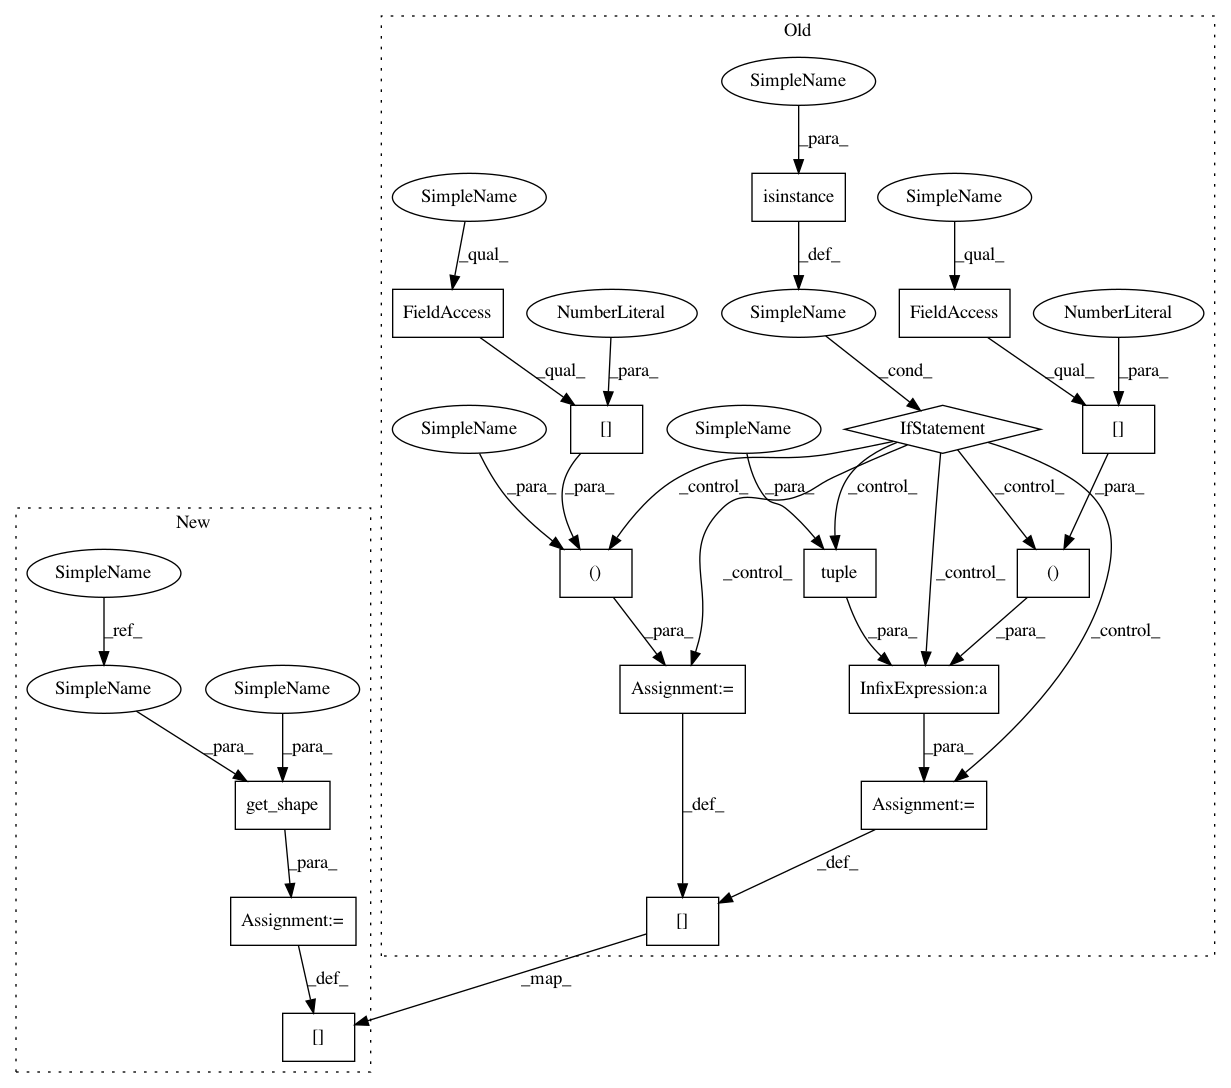 Old
SimpleName
_para_
SimpleName
isinstance
SimpleName
_qual_
_def_
_qual_
FieldAccess
NumberLiteral
SimpleName
FieldAccess
NumberLiteral
_qual_
_para_
_cond_
_qual_
_para_
SimpleName
[]
SimpleName
IfStatement
[]
_para_
_para_
_control_
_para_
_control_
_control_
_para_
New
SimpleName
()
tuple
()
_control_
_control_
_ref_
_para_
_para_
_para_
_control_
SimpleName
SimpleName
Assignment:=
InfixExpression:a
_para_
_para_
_para_
get_shape
_def_
Assignment:=
_para_
_def_
Assignment:=
[]
_def_
_map_
[]